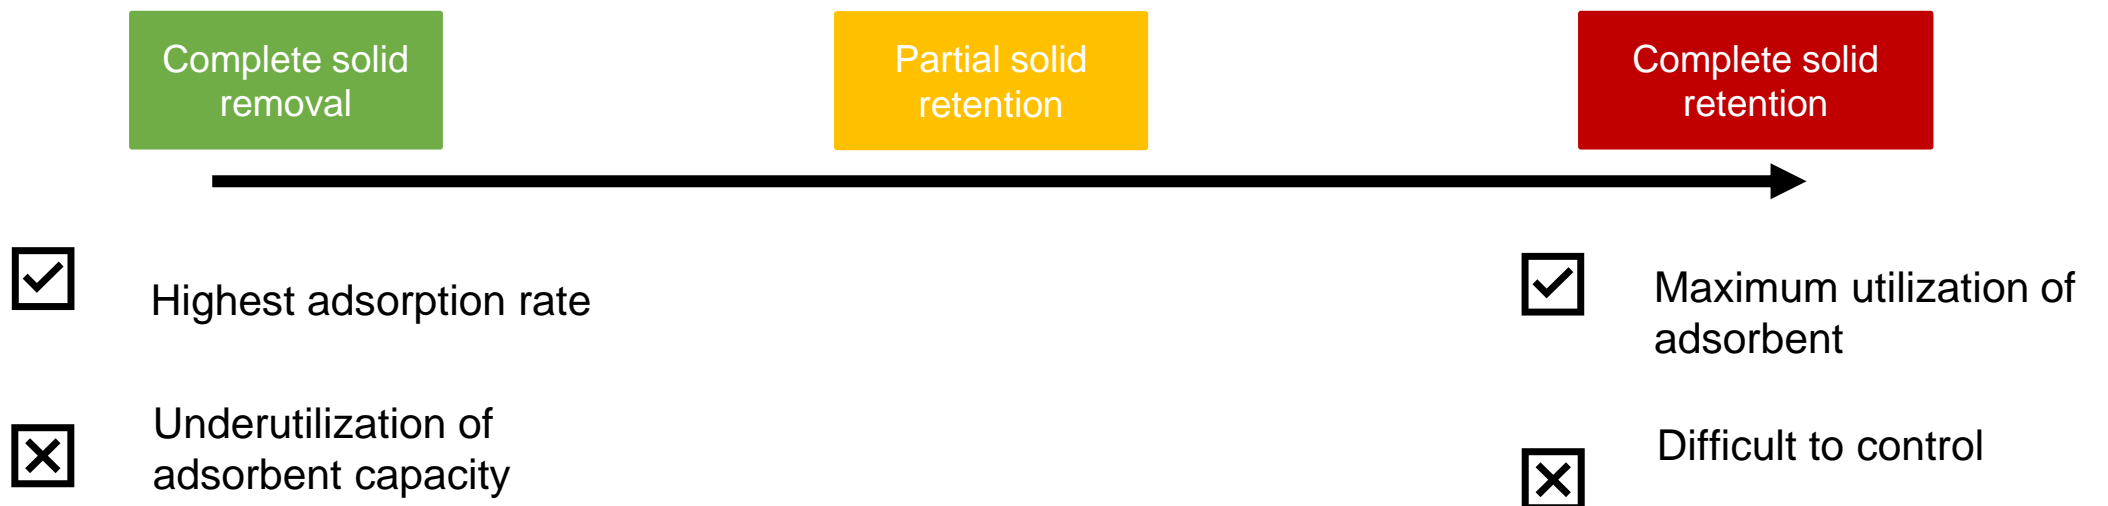 Complete solid
removal
Partial solid
retention
Complete solid
retention
Highest adsorption rate
Underutilization of
adsorbent capacity
Maximum utilization of
adsorbent
Difficult to control